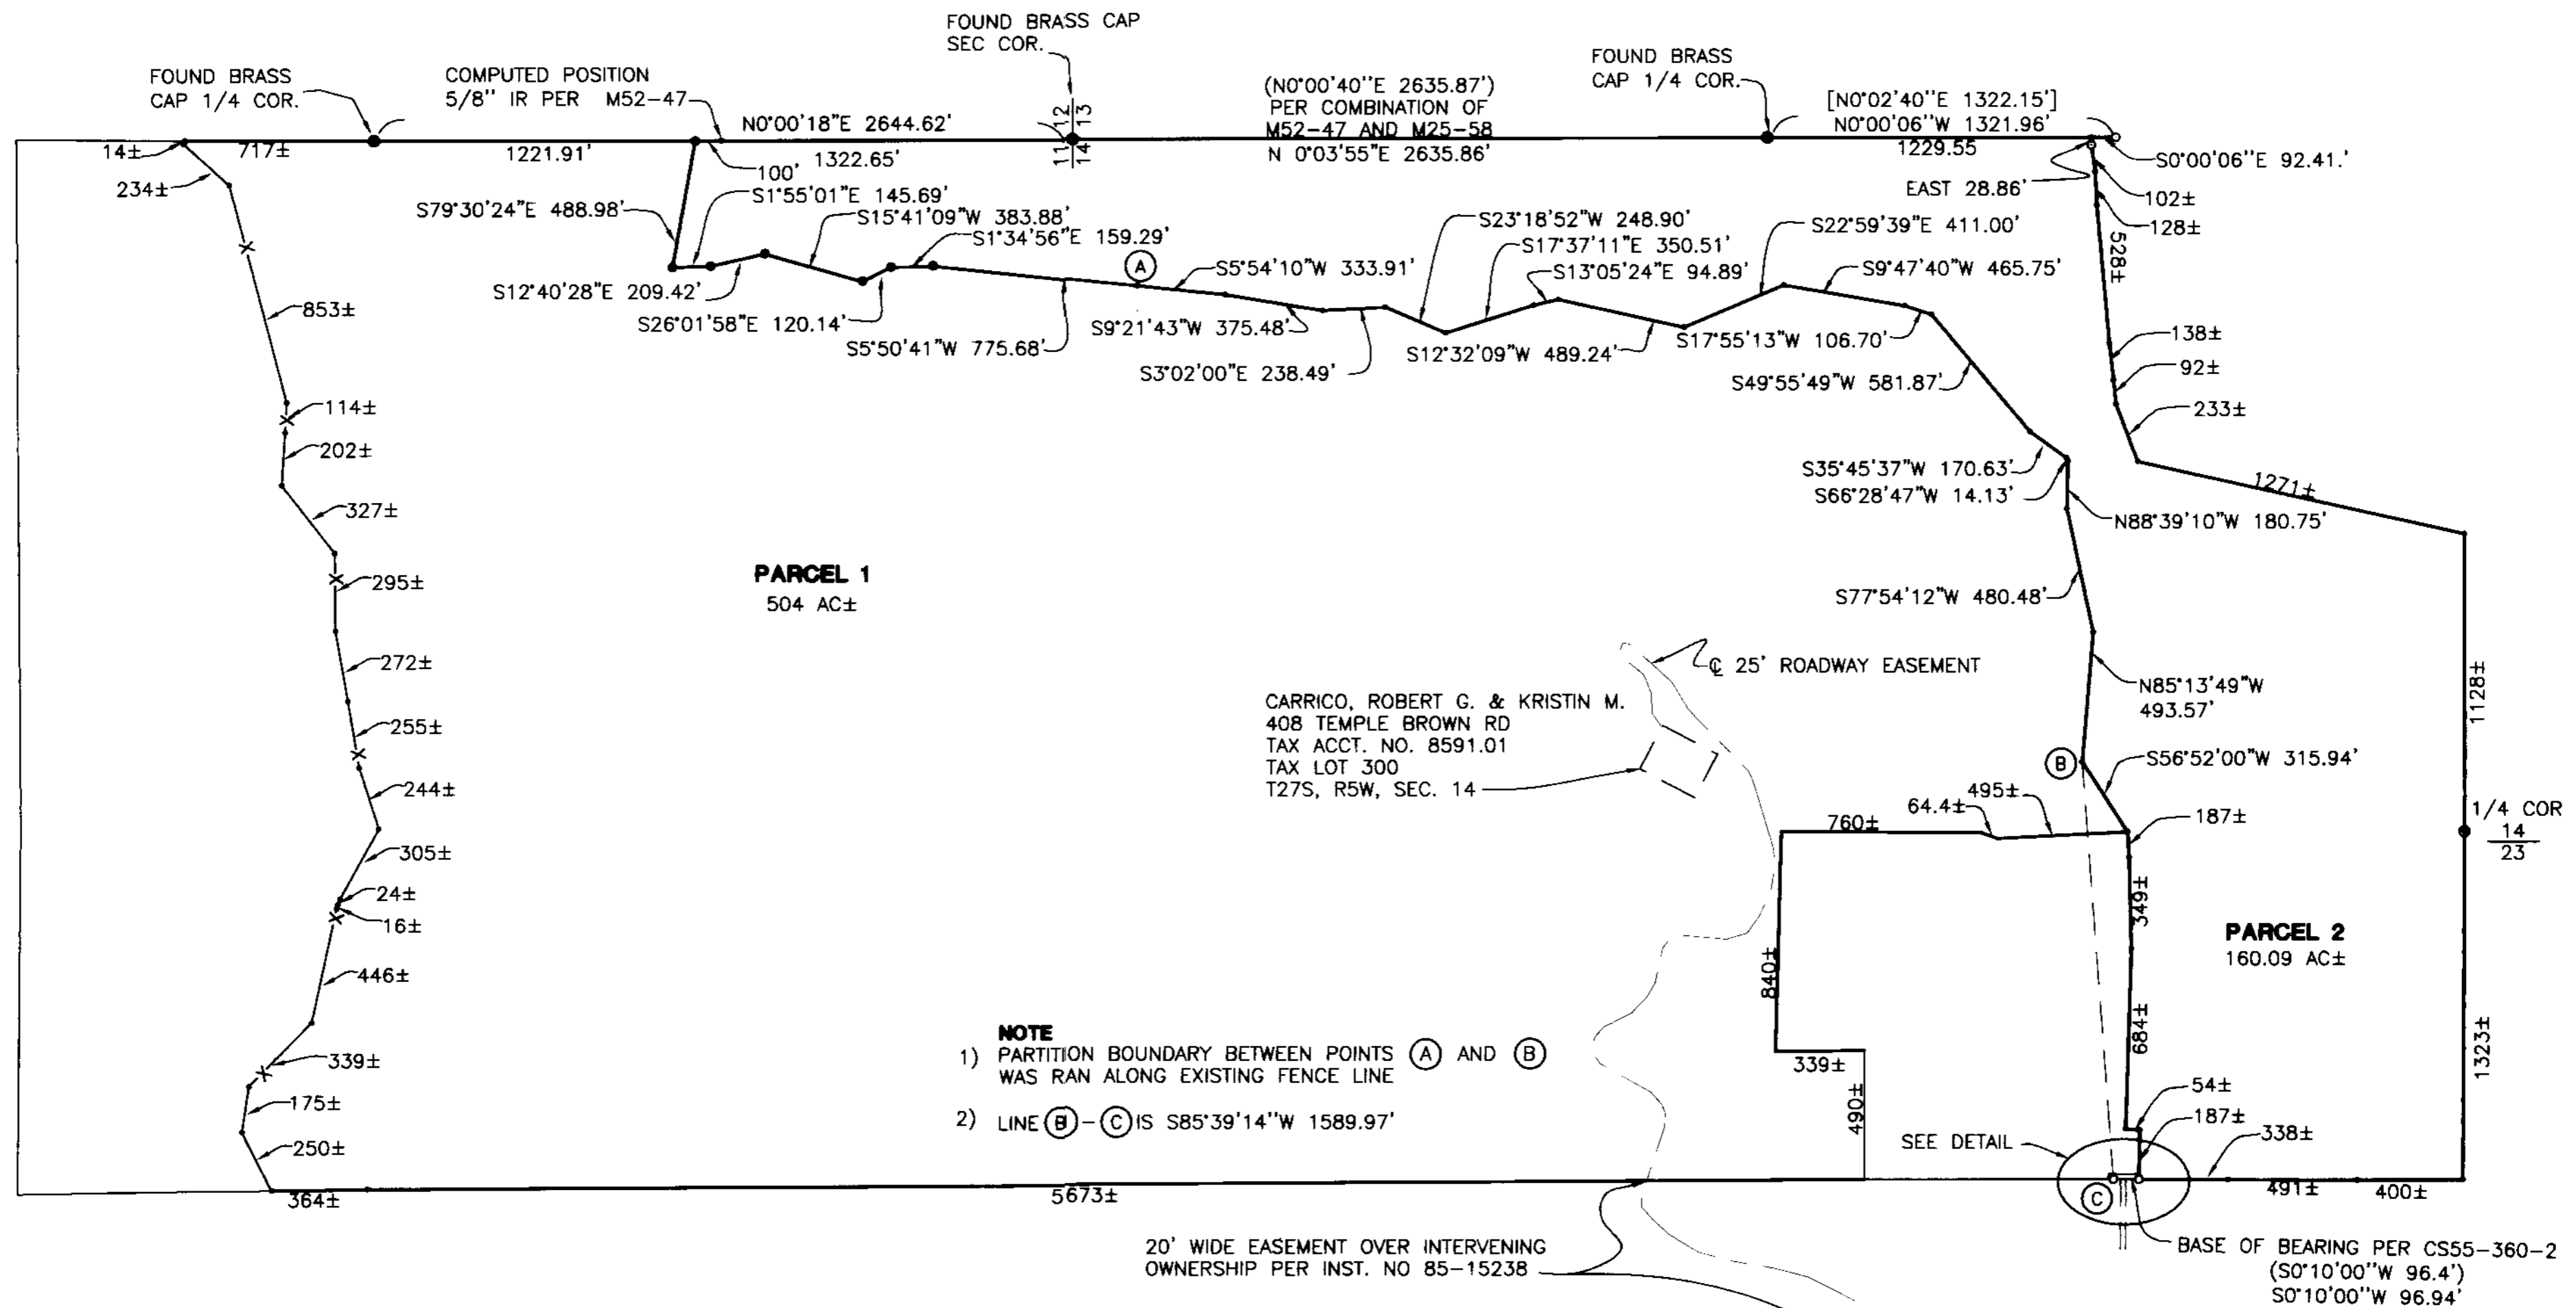 FOUND BRASS CAP
SEC COR.
FOUND BRASS
CAP 1/4 COR.
COMPUTED POSITION
5/8" IR PER M52-47
FOUND BRASS
CAP 1/4 COR.
(N0°00'40"E 2635.87')
PER COMBINATION OF
M52-47 AND M25-58
N 0°03'55"E 2635.86'
[N0°02'40"E 1322.15']
N0°00'06"W 1321.96'
N0°00'18"E 2644.62'
11 12
14 13
14±
717±
1221.91'
100'
1322.65'
1229.55
S0°00'06"E 92.41.'
EAST 28.86'
102±
128±
528±
234±
S79°30'24"E 488.98'
S1°55'01"E 145.69'
S15°41'09"W 383.88'
S1°34'56"E 159.29'
S12°40'28"E 209.42'
S26°01'58"E 120.14'
S5°50'41"W 775.68'
A
S5°54'10"W 333.91'
S9°21'43"W 375.48'
S3°02'00"E 238.49'
S23°18'52"W 248.90'
S17°37'11"E 350.51'
S13°05'24"E 94.89'
S12°32'09"W 489.24'
S22°59'39"E 411.00'
S9°47'40"W 465.75'
S17°55'13"W 106.70'
S49°55'49"W 581.87'
138±
92±
233±
853±
114±
202±
327±
295±
272±
255±
244±
305±
24±
16±
446±
339±
175±
250±
364±
S35°45'37"W 170.63'
S66°28'47"W 14.13'
N88°39'10"W 180.75'
1271±
S77°54'12"W 480.48'
N85°13'49"W
493.57'
1128±
PARCEL 1
504 AC±
℄ 25' ROADWAY EASEMENT
CARRICO, ROBERT G. & KRISTIN M.
408 TEMPLE BROWN RD
TAX ACCT. NO. 8591.01
TAX LOT 300
T27S, R5W, SEC. 14
B
S56°52'00"W 315.94'
1/4 COR
14
23
760±
64.4±
495±
187±
349±
840±
684±
PARCEL 2
160.09 AC±
1323±
339±
490±
54±
187±
338±
NOTE
1) PARTITION BOUNDARY BETWEEN POINTS A AND B
WAS RAN ALONG EXISTING FENCE LINE
2) LINE B - C IS S85°39'14"W 1589.97'
SEE DETAIL
5673±
C
491±
400±
20' WIDE EASEMENT OVER INTERVENING
OWNERSHIP PER INST. NO 85-15238
BASE OF BEARING PER CS55-360-2
(S0°10'00"W 96.4')
S0°10'00"W 96.94'